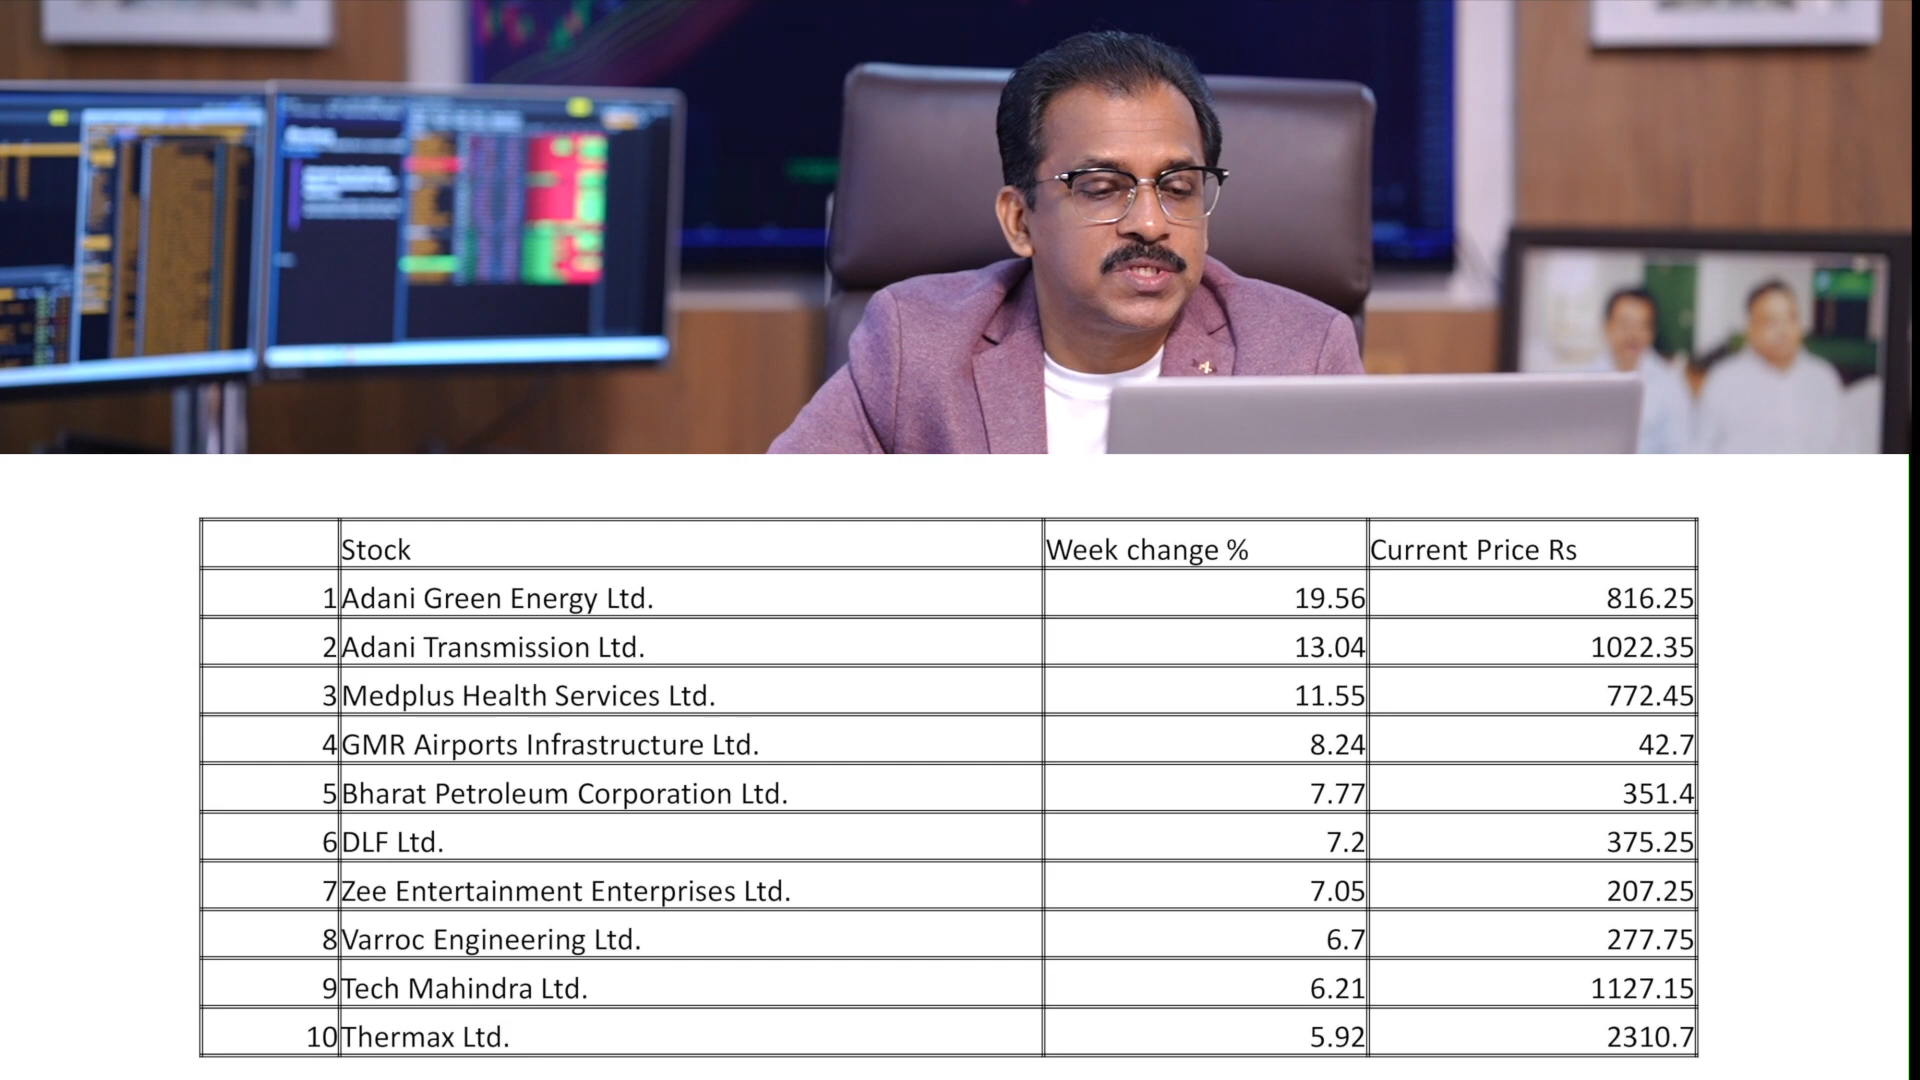 Stock Week change % Current Price Rs
1 Adani Green Energy Ltd. 19.56 816.25
2 Adani Transmission Ltd. 13.04 1022.35
3 Medplus Health Services Ltd. 11.55 772.45
4 GMR Airports Infrastructure Ltd. 8.24 42.7
5 Bharat Petroleum Corporation Ltd. 7.77 351.4
6 DLF Ltd. 7.2 375.25
7 Zee Entertainment Enterprises Ltd. 7.05 207.25
8 Varroc Engineering Ltd. 6.7 277.75
9 Tech Mahindra Ltd. 6.21 1127.15
10 Thermax Ltd. 5.92 2310.7